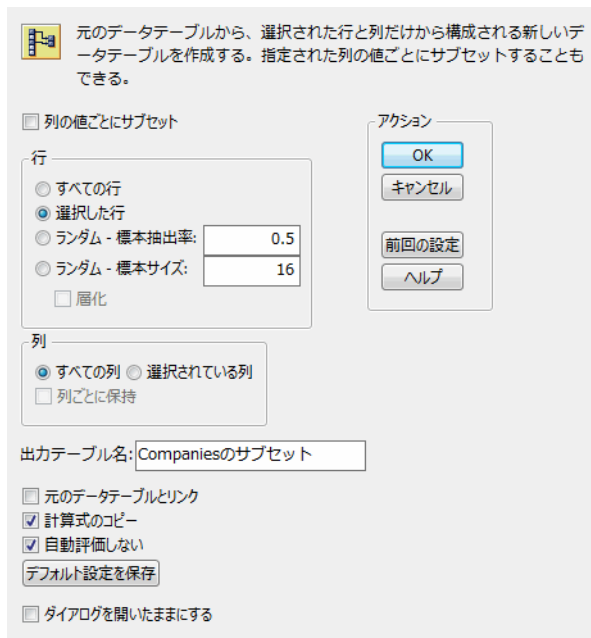 元のデータテーブルから、選択された行と列だけから構成される新しいデ
ータテーブルを作成する。指定された列の値ごとにサブセットすることも
できる。
列の値ごとにサブセット
行
すべての行
選択した行
ランダム - 標本抽出率: 0.5
ランダム - 標本サイズ: 16
層化
アクション
OK
キャンセル
前回の設定
ヘルプ
列
すべての列 選択されている列
列ごとに保持
出力テーブル名: Companiesのサブセット
元のデータテーブルとリンク
計算式のコピー
自動評価しない
デフォルト設定を保存
ダイアログを開いたままにする